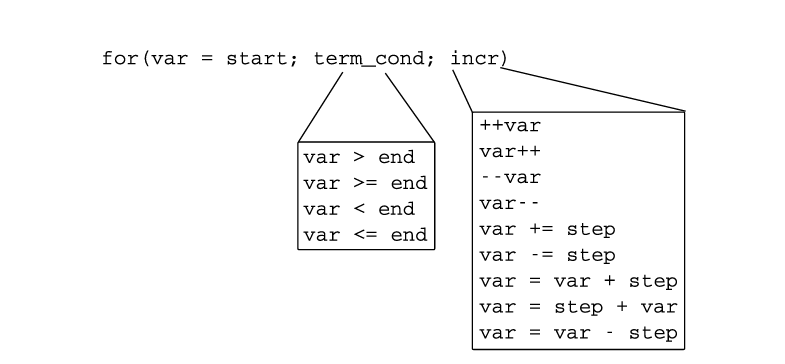 for(var = start; term_cond; incr)
var > end
var >= end
var < end
var <= end
++var
var++
--var
var--
var += step
var -= step
var = var + step
var = step + var
var = var - step